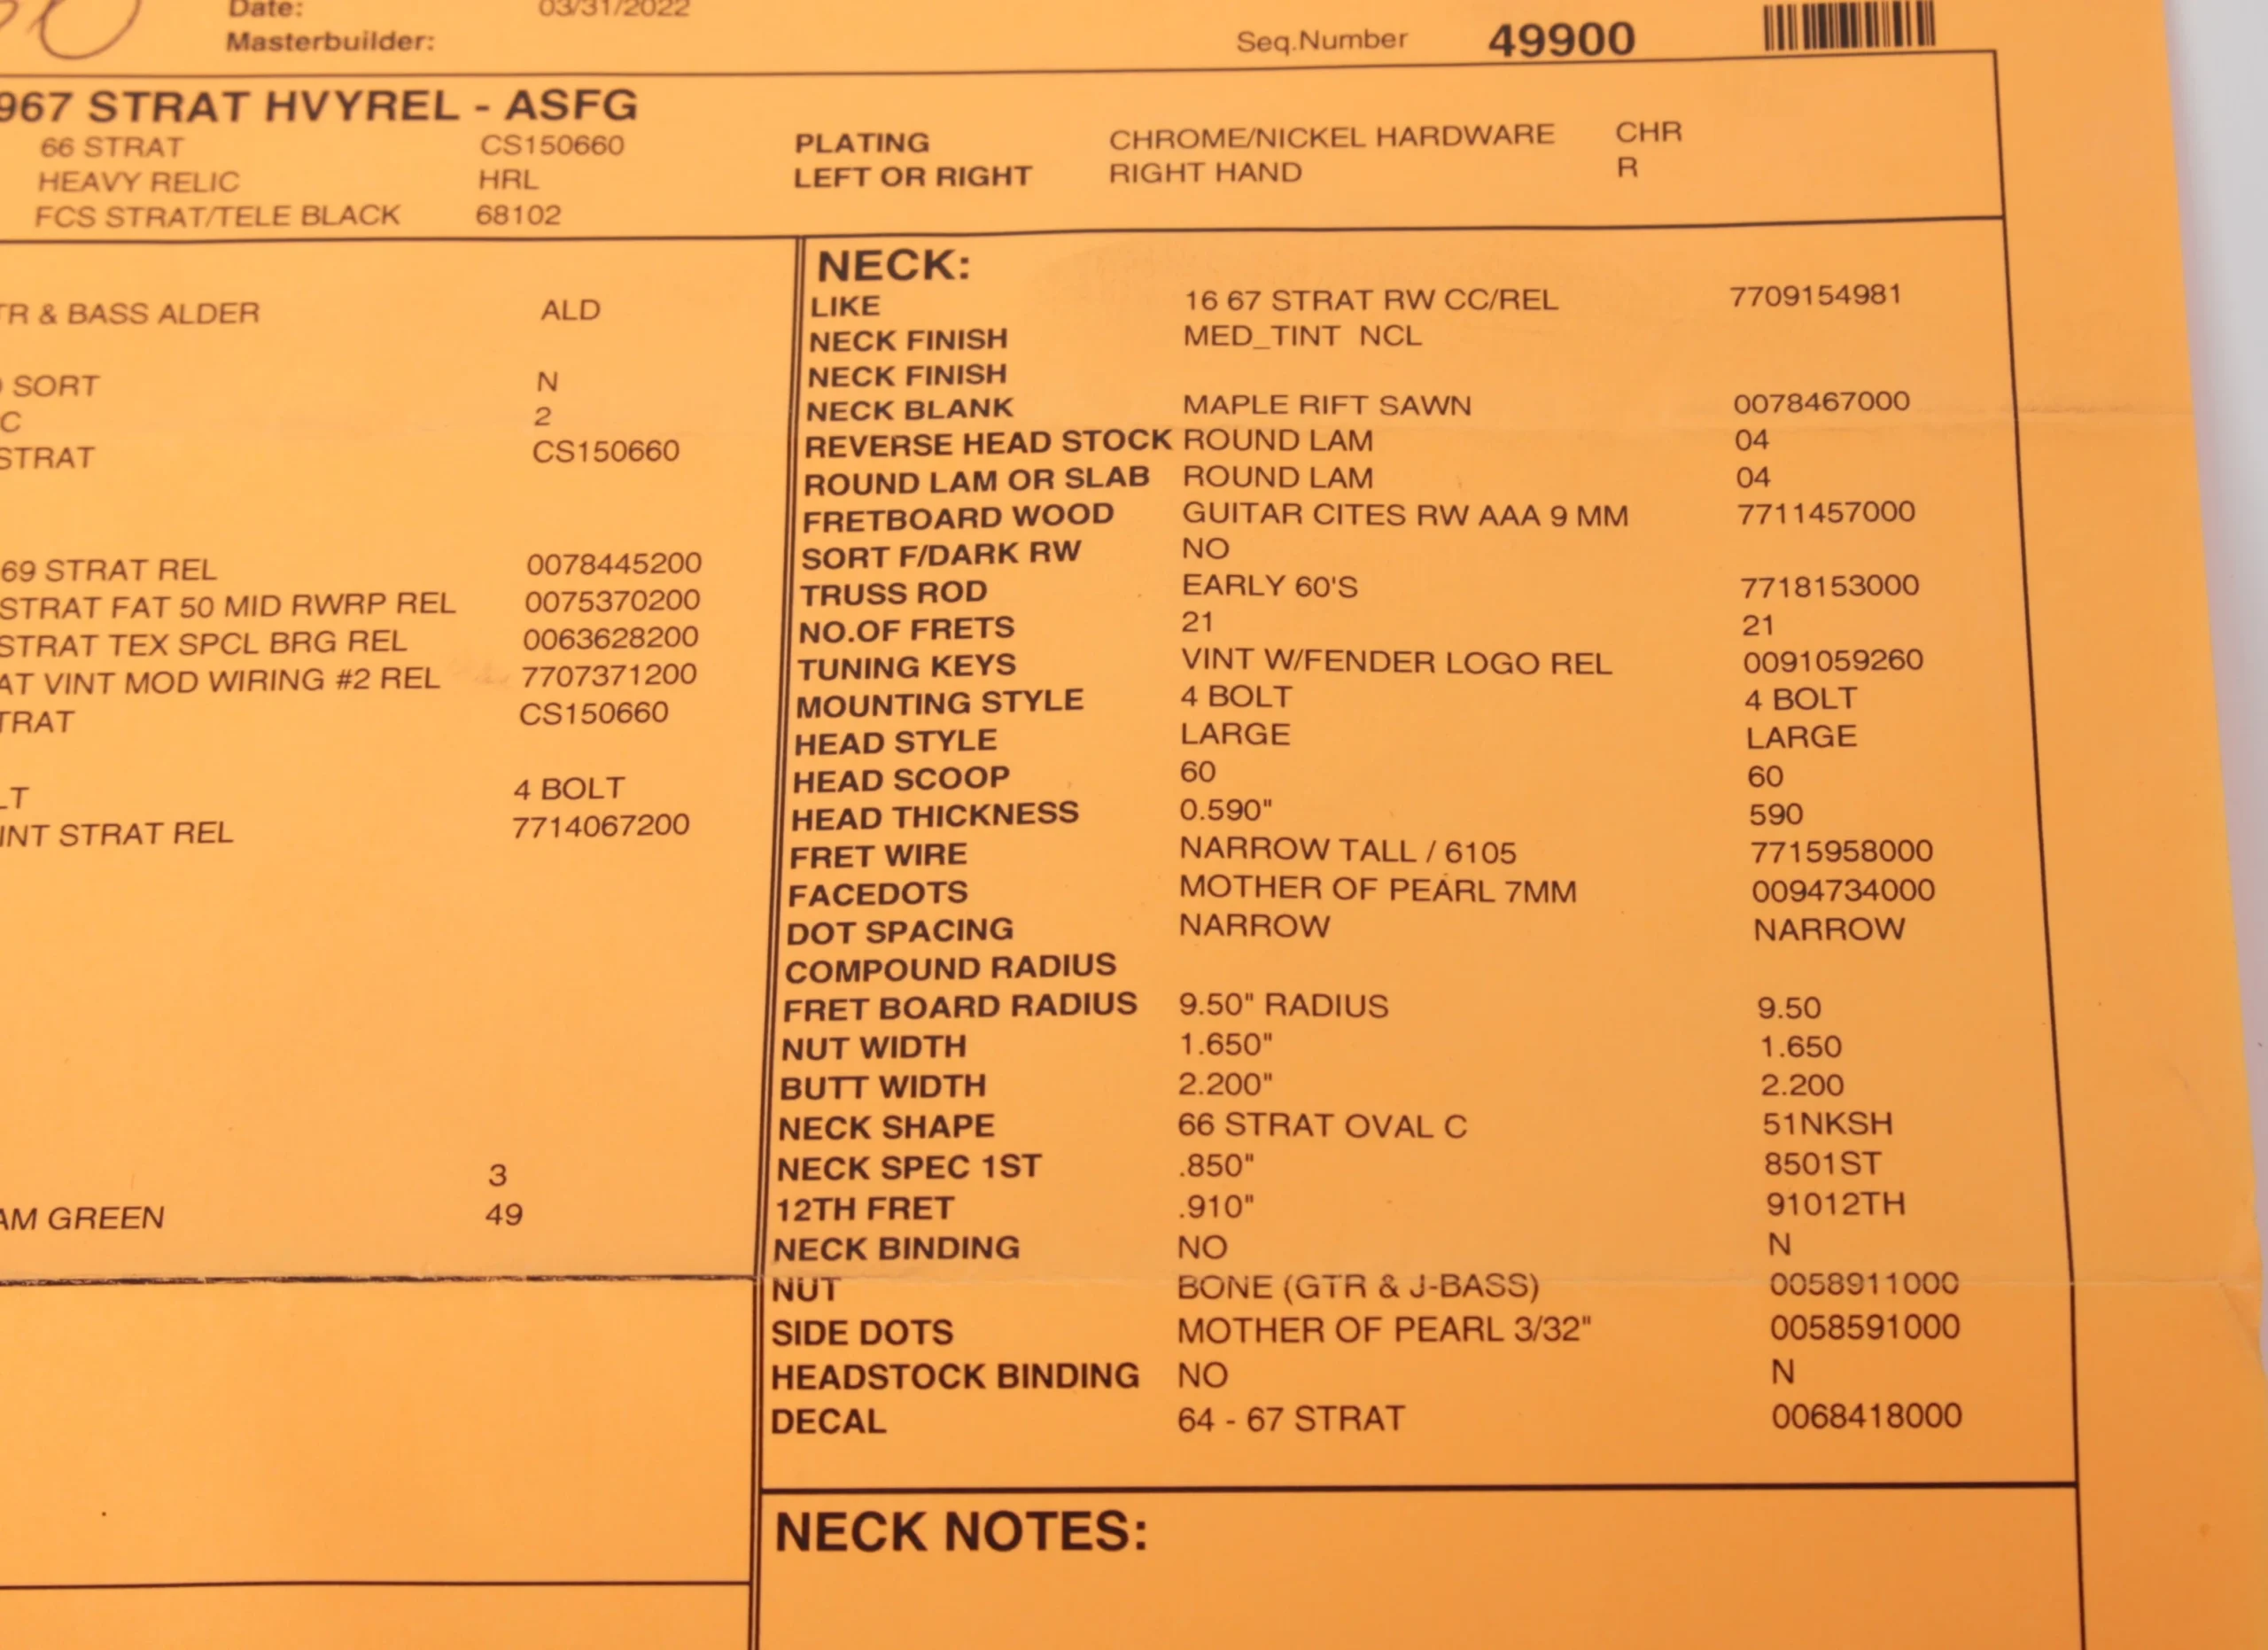 Date: 03/31/2022
Masterbuilder:
Seq.Number 49900
967 STRAT HVYREL - ASFG
66 STRAT CS150660 PLATING CHROME/NICKEL HARDWARE CHR
HEAVY RELIC HRL LEFT OR RIGHT RIGHT HAND R
FCS STRAT/TELE BLACK 68102
TR & BASS ALDER ALD
SORT N
C 2
STRAT CS150660
69 STRAT REL 0078445200
STRAT FAT 50 MID RWRP REL 0075370200
STRAT TEX SPCL BRG REL 0063628200
AT VINT MOD WIRING #2 REL 7707371200
TRAT CS150660
LT 4 BOLT
INT STRAT REL 7714067200
3
AM GREEN 49
NECK:
LIKE 16 67 STRAT RW CC/REL 7709154981
NECK FINISH MED_TINT NCL
NECK FINISH
NECK BLANK MAPLE RIFT SAWN 0078467000
REVERSE HEAD STOCK ROUND LAM 04
ROUND LAM OR SLAB ROUND LAM 04
FRETBOARD WOOD GUITAR CITES RW AAA 9 MM 7711457000
SORT F/DARK RW NO
TRUSS ROD EARLY 60'S 7718153000
NO.OF FRETS 21 21
TUNING KEYS VINT W/FENDER LOGO REL 0091059260
MOUNTING STYLE 4 BOLT 4 BOLT
HEAD STYLE LARGE LARGE
HEAD SCOOP 60 60
HEAD THICKNESS 0.590" 590
FRET WIRE NARROW TALL / 6105 7715958000
FACEDOTS MOTHER OF PEARL 7MM 0094734000
DOT SPACING NARROW NARROW
COMPOUND RADIUS
FRET BOARD RADIUS 9.50" RADIUS 9.50
NUT WIDTH 1.650" 1.650
BUTT WIDTH 2.200" 2.200
NECK SHAPE 66 STRAT OVAL C 51NKSH
NECK SPEC 1ST .850" 8501ST
12TH FRET .910" 91012TH
NECK BINDING NO N
NUT BONE (GTR & J-BASS) 0058911000
SIDE DOTS MOTHER OF PEARL 3/32" 0058591000
HEADSTOCK BINDING NO N
DECAL 64 - 67 STRAT 0068418000
NECK NOTES: